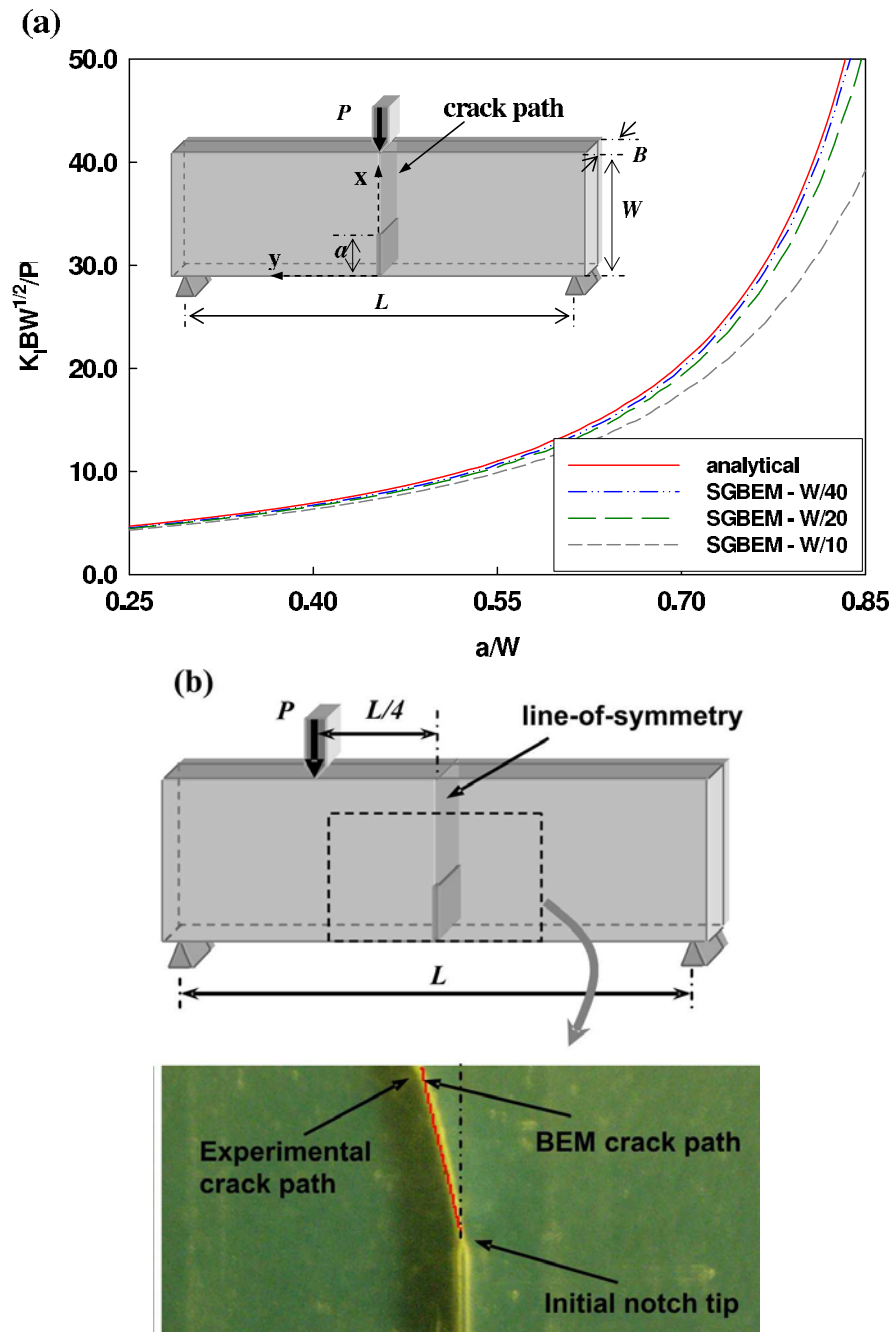 (a)
50.0
40.0
30.0
20.0
10.0
0.0
K_I BW^{1/2}/P
P
crack path
x
B
W
a
y
L
analytical
SGBEM - W/40
SGBEM - W/20
SGBEM - W/10
0.25
0.40
0.55
0.70
0.85
a/W
(b)
P
L/4
line-of-symmetry
L
Experimental
crack path
BEM crack path
Initial notch tip